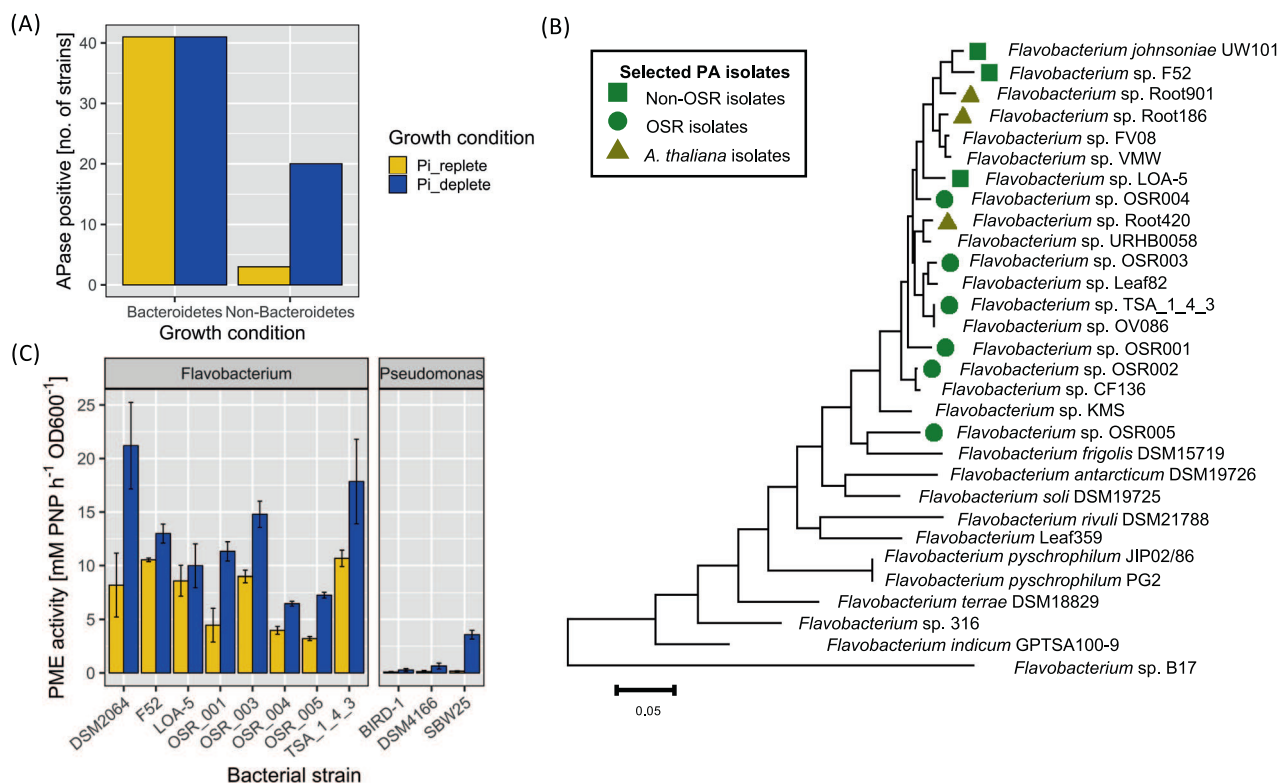 (A)
APase positive [no. of strains]
40
20
0
Bacteroidetes
Non-Bacteroidetes
Growth condition
Growth condition
Pi_replete
Pi_deplete
(B)
Selected PA isolates
Non-OSR isolates
OSR isolates
A. thaliana isolates
Flavobacterium johnsoniae UW101
Flavobacterium sp. F52
Flavobacterium sp. Root901
Flavobacterium sp. Root186
Flavobacterium sp. FV08
Flavobacterium sp. VMW
Flavobacterium sp. LOA-5
Flavobacterium sp. OSR004
Flavobacterium sp. Root420
Flavobacterium sp. URHB0058
Flavobacterium sp. OSR003
Flavobacterium sp. Leaf82
Flavobacterium sp. TSA_1_4_3
Flavobacterium sp. OV086
Flavobacterium sp. OSR001
Flavobacterium sp. OSR002
Flavobacterium sp. CF136
Flavobacterium sp. KMS
Flavobacterium sp. OSR005
Flavobacterium frigolis DSM15719
Flavobacterium antarcticum DSM19726
Flavobacterium soli DSM19725
Flavobacterium rivuli DSM21788
Flavobacterium Leaf359
Flavobacterium pyschrophilum JIP02/86
Flavobacterium pyschrophilum PG2
Flavobacterium terrae DSM18829
Flavobacterium sp. 316
Flavobacterium indicum GPTSA100-9
Flavobacterium sp. B17
0.05
(C)
Flavobacterium
Pseudomonas
PME activity [mM PNP h⁻¹ OD600⁻¹]
25
20
15
10
5
0
DSM2064
F52
LOA-5
OSR_001
OSR_003
OSR_004
OSR_005
TSA_1_4_3
BIRD-1
DSM4166
SBW25
Bacterial strain